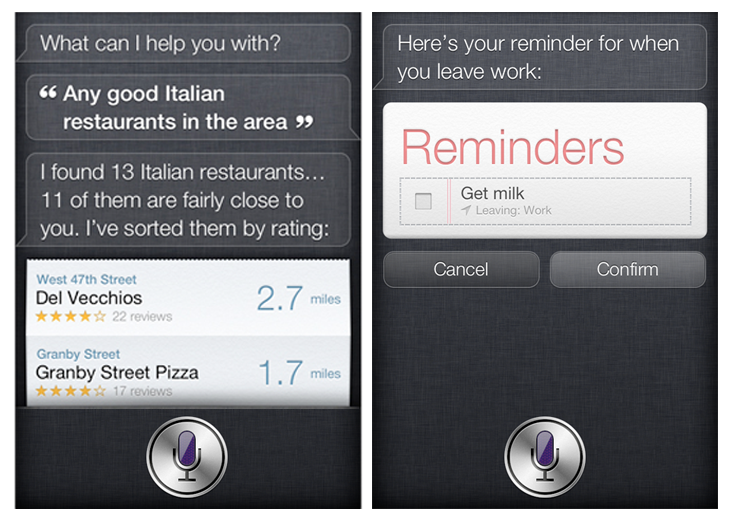 What can I help you with?
“ Any good Italian
restaurants in the area ”
I found 13 Italian restaurants...
11 of them are fairly close to
you. I’ve sorted them by rating:
West 47th Street
Del Vecchios
22 reviews
2.7 miles
Granby Street
Granby Street Pizza
17 reviews
1.7 miles
Here’s your reminder for when
you leave work:
Reminders
Get milk
Leaving: Work
Cancel
Confirm